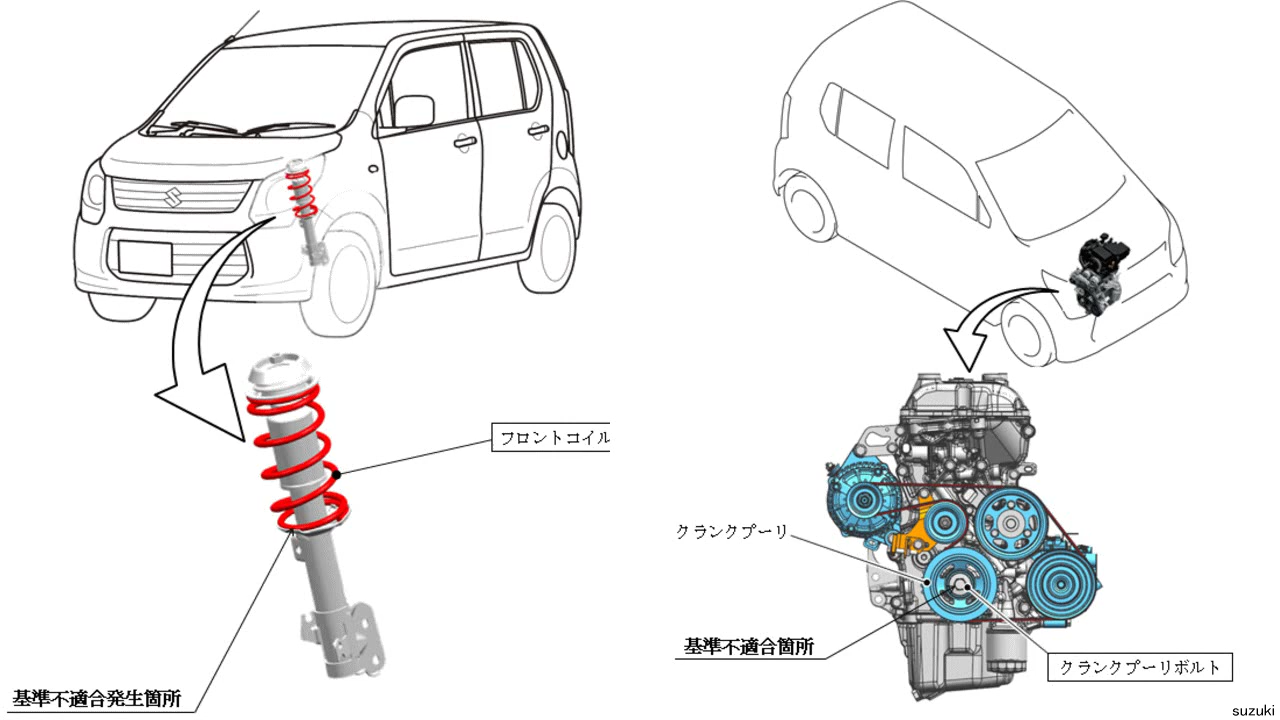 フロントコイル
基準不適合発生箇所
クランクプーリ
基準不適合箇所
クランクプーリボルト
suzuki